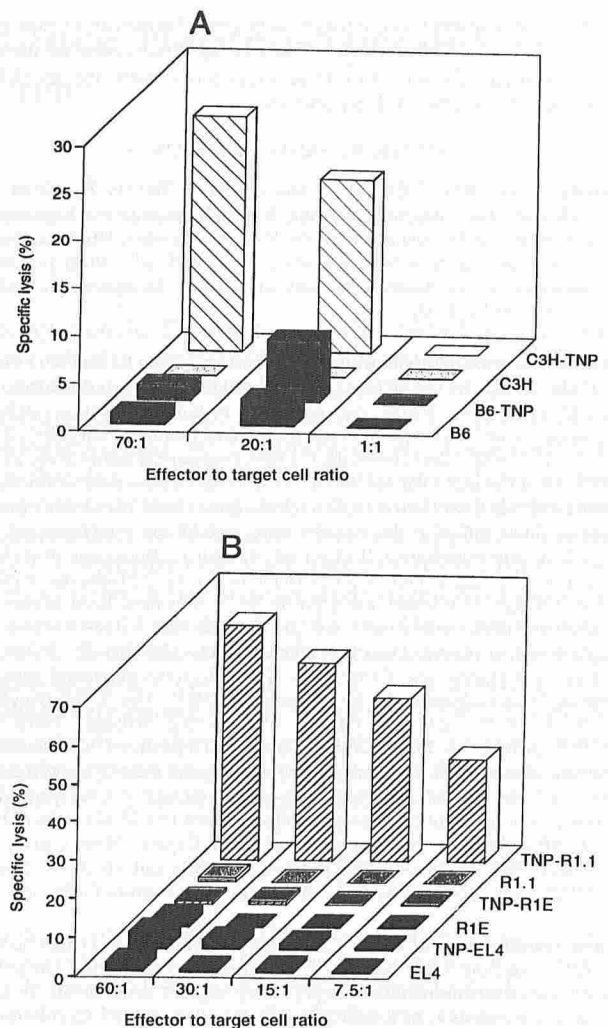 A
30
25
20
15
10
5
0
Specific lysis (%)
C3H-TNP
C3H
B6-TNP
B6
70:1
20:1
1:1
Effector to target cell ratio
B
70
60
50
40
30
20
10
0
Specific lysis (%)
TNP-R1.1
R1.1
TNP-R1E
R1E
TNP-EL4
EL4
60:1
30:1
15:1
7.5:1
Effector to target cell ratio